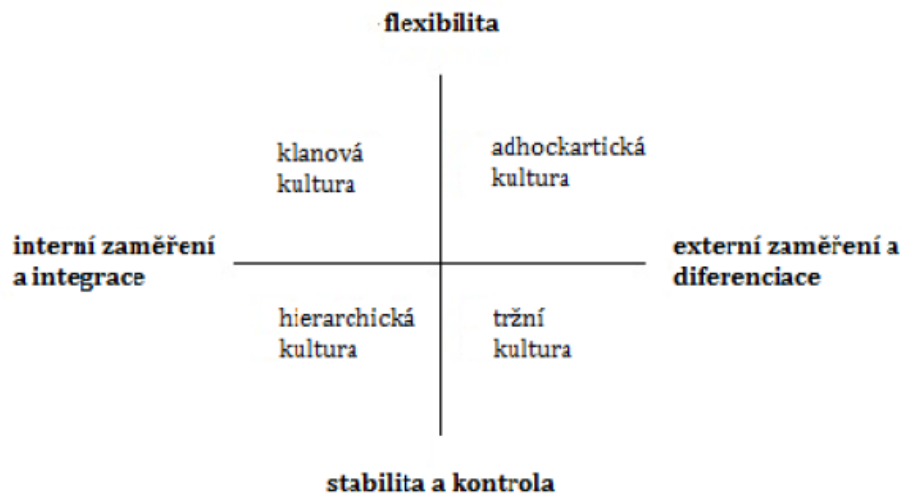 flexibilita
klanová
kultura
adhockartická
kultura
interní zaměření
a integrace
externí zaměření a
diferenciace
hierarchická
kultura
tržní
kultura
stabilita a kontrola